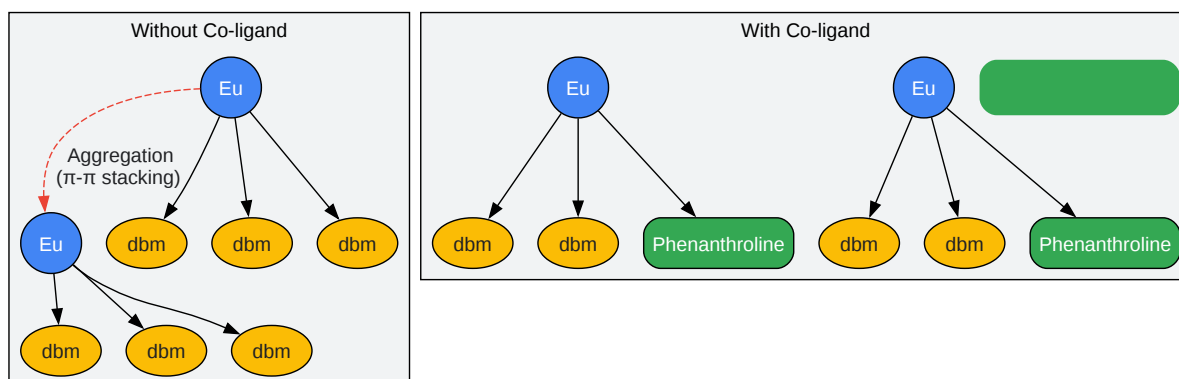 Without Co-ligand
Eu
Aggregation
(π-π stacking)
Eu
dbm
dbm
dbm
dbm
dbm
dbm
With Co-ligand
Eu
Eu
dbm
dbm
Phenanthroline
dbm
dbm
Phenanthroline